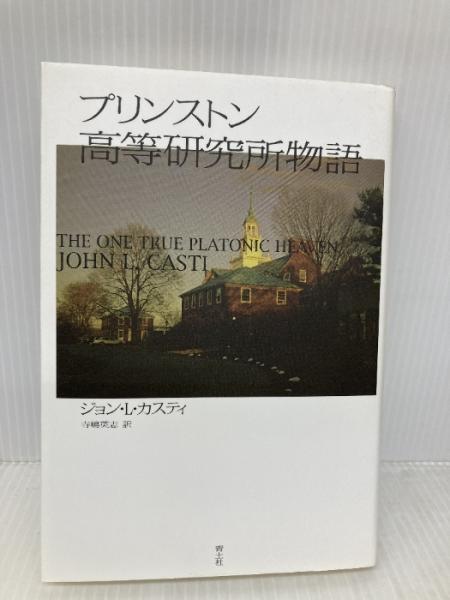 プリンストン
高等研究所物語
THE ONE TRUE PLATONIC HEAVEN
JOHN L. CASTI
ジョン・L・カスティ
寺嶋英志 訳
青土社